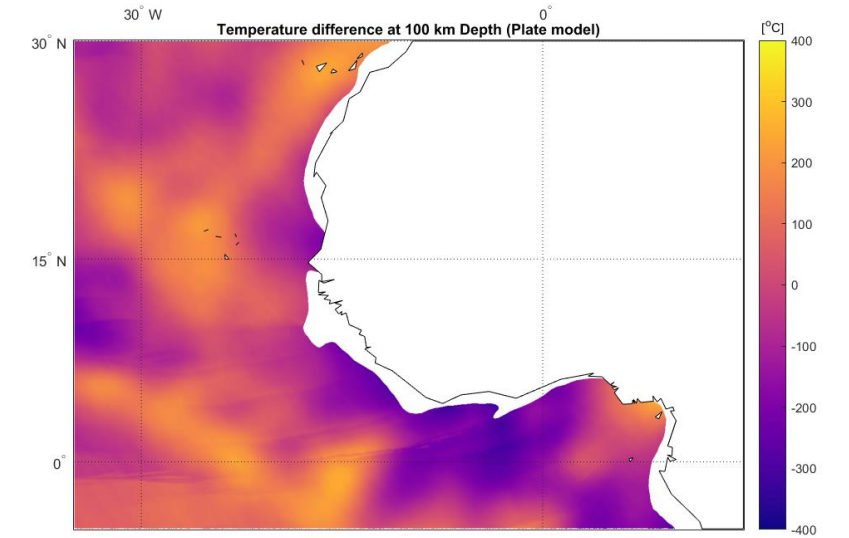 30° W
0°
Temperature difference at 100 km Depth (Plate model)
[°C]
30° N
15° N
0°
400
300
200
100
0
-100
-200
-300
-400